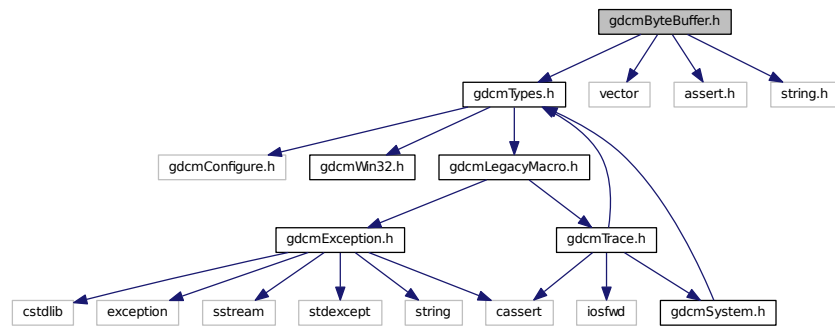 gdcmByteBuffer.h
gdcmTypes.h
vector
assert.h
string.h
gdcmConfigure.h
gdcmWin32.h
gdcmLegacyMacro.h
gdcmException.h
gdcmTrace.h
cstdlib
exception
sstream
stdexcept
string
cassert
iosfwd
gdcmSystem.h